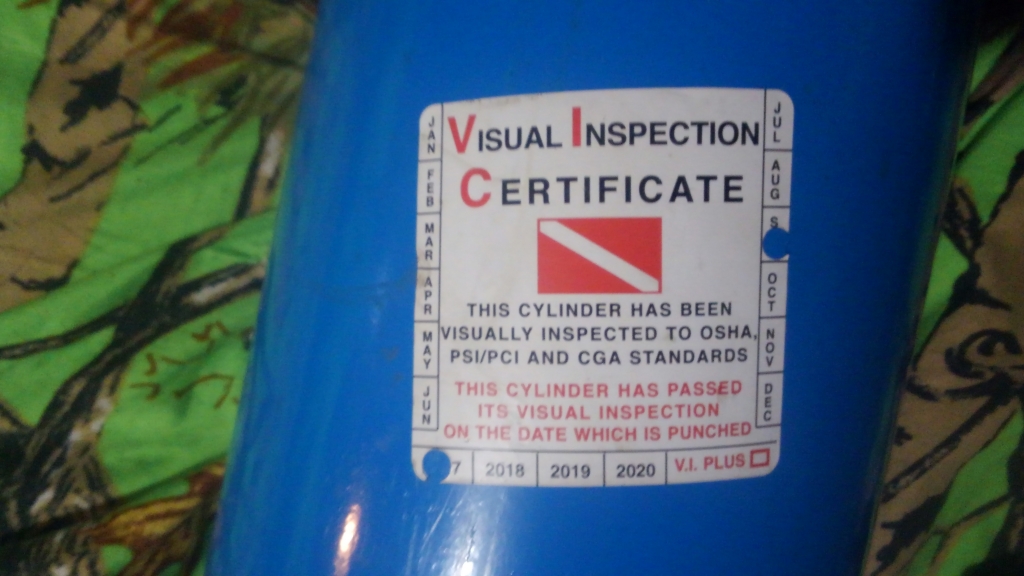 VISUAL INSPECTION
CERTIFICATE
THIS CYLINDER HAS BEEN
VISUALLY INSPECTED TO OSHA,
PSI/PCI AND CGA STANDARDS
THIS CYLINDER HAS PASSED
ITS VISUAL INSPECTION
ON THE DATE WHICH IS PUNCHED
JAN
FEB
MAR
APR
MAY
JUN
JUL
AUG
S
OCT
NOV
DEC
7 2018 2019 2020 V.I. PLUS